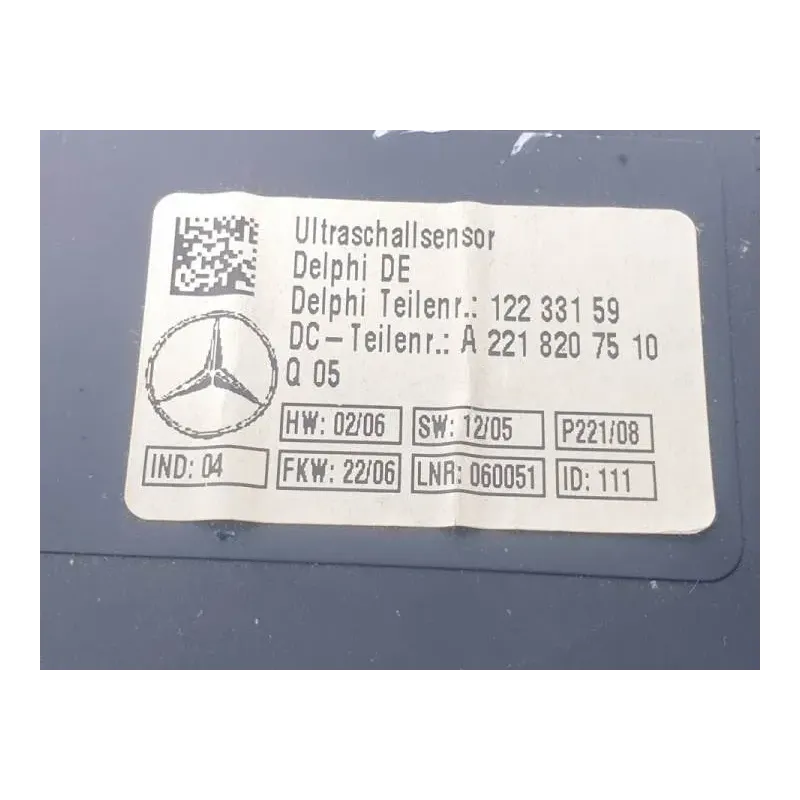 Ultraschallsensor
Delphi DE
Delphi Teilenr.: 122 331 59
DC-Teilenr.: A 221 820 75 10
Q 05
HW: 02/06 SW: 12/05 P221/08
IND: 04 FKW: 22/06 LNR: 060051 ID: 111